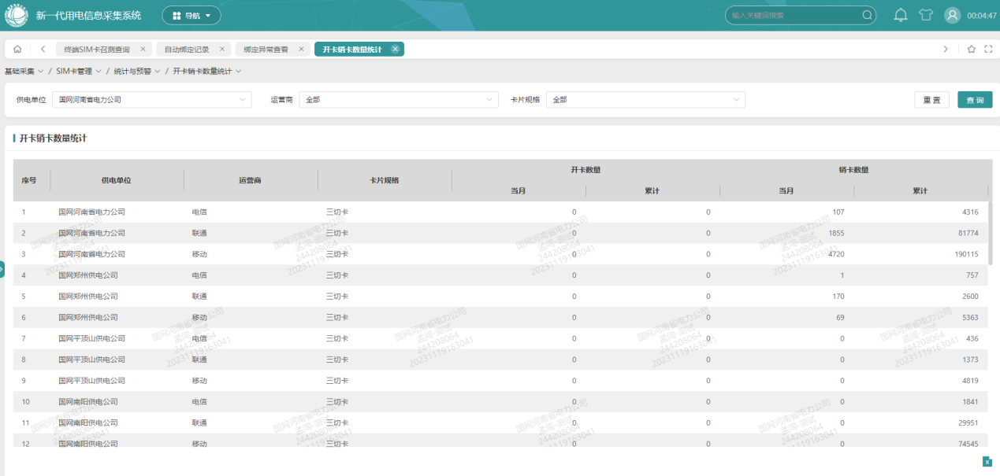 新一代用电信息采集系统 导航 输入关键词搜索 00:04:47
终端SIM卡召测查询 × 自动绑定记录 × 绑定异常查看 × 开卡销卡数量统计 ×
基础采集 / SIM卡管理 / 统计与预警 / 开卡销卡数量统计
供电单位 国网河南省电力公司 运营商 全部 卡片规格 全部 重置 查询
开卡销卡数量统计
序号 供电单位 运营商 卡片规格 开卡数量 销卡数量
当月 累计 当月 累计
1 国网河南省电力公司 电信 三切卡 0 0 107 4316
2 国网河南省电力公司 联通 三切卡 0 0 1855 81774
3 国网河南省电力公司 移动 三切卡 0 0 4720 190115
4 国网郑州供电公司 电信 三切卡 0 0 1 757
5 国网郑州供电公司 联通 三切卡 0 0 170 2600
6 国网郑州供电公司 移动 三切卡 0 0 69 5363
7 国网平顶山供电公司 电信 三切卡 0 0 0 436
8 国网平顶山供电公司 联通 三切卡 0 0 0 1373
9 国网平顶山供电公司 移动 三切卡 0 0 0 4819
10 国网南阳供电公司 电信 三切卡 0 0 0 1841
11 国网南阳供电公司 联通 三切卡 0 0 0 29951
12 国网南阳供电公司 移动 三切卡 0 0 0 74545
国网河南省电力公司
244208064
20231119163041